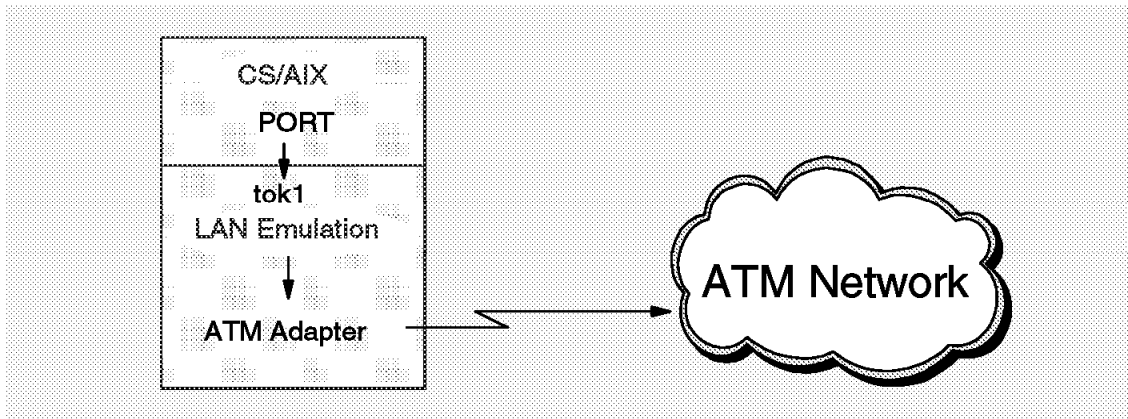 CS/AIX
PORT
tok1
LAN Emulation
ATM Adapter
ATM Network